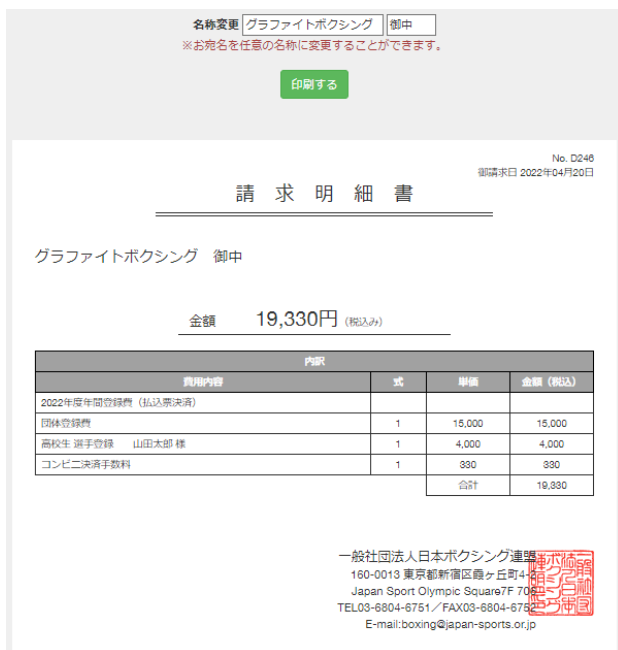 名称変更 グラファイトボクシング 御中
※お宛名を任意の名称に変更することができます。
印刷する
No. D246
御請求日 2022年04月20日
請 求 明 細 書
グラファイトボクシング 御中
金額 19,330円 (税込み)
内訳
費用内容 式 単価 金額（税込）
2022年度年間登録費（払込票決済）
団体登録費 1 15,000 15,000
高校生 選手登録 山田太郎 様 1 4,000 4,000
コンビニ決済手数料 1 330 330
合計 19,330
一般社団法人日本ボクシング連盟
160-0013 東京都新宿区霞ヶ丘町4-2
Japan Sport Olympic Square7F 706
TEL03-6804-6751／FAX03-6804-6752
E-mail:boxing@japan-sports.or.jp